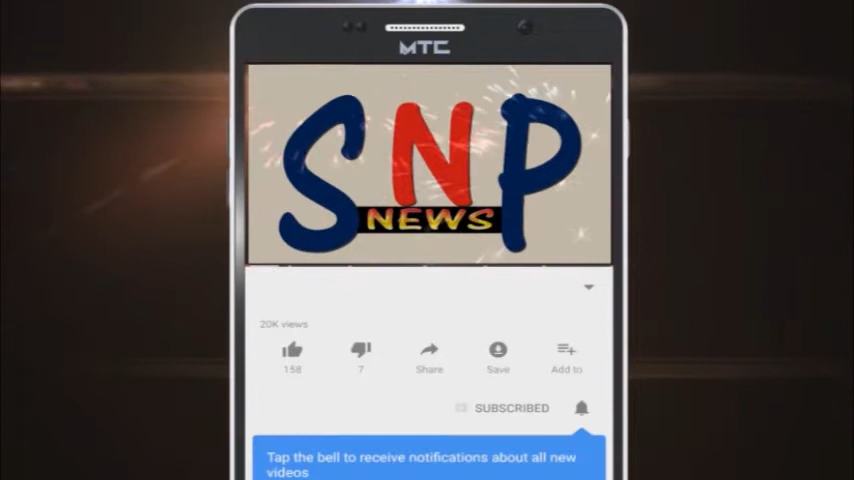 MTC
SNP
NEWS
20K views
158
7
Share
Save
Add to
SUBSCRIBED
Tap the bell to receive notifications about all new
videos